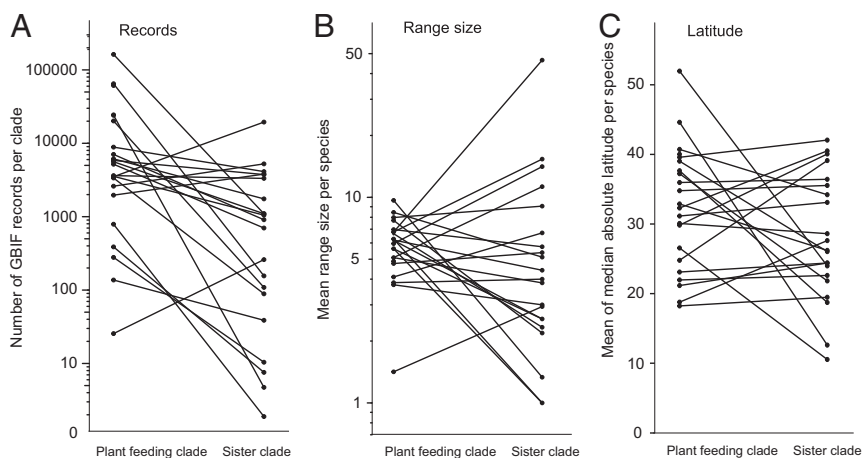 A
Records
Number of GBIF records per clade
100000
10000
1000
100
10
0
Plant feeding clade
Sister clade
B
Range size
Mean range size per species
50
10
5
1
Plant feeding clade
Sister clade
C
Latitude
Mean of median absolute latitude per species
50
40
30
20
10
0
Plant feeding clade
Sister clade